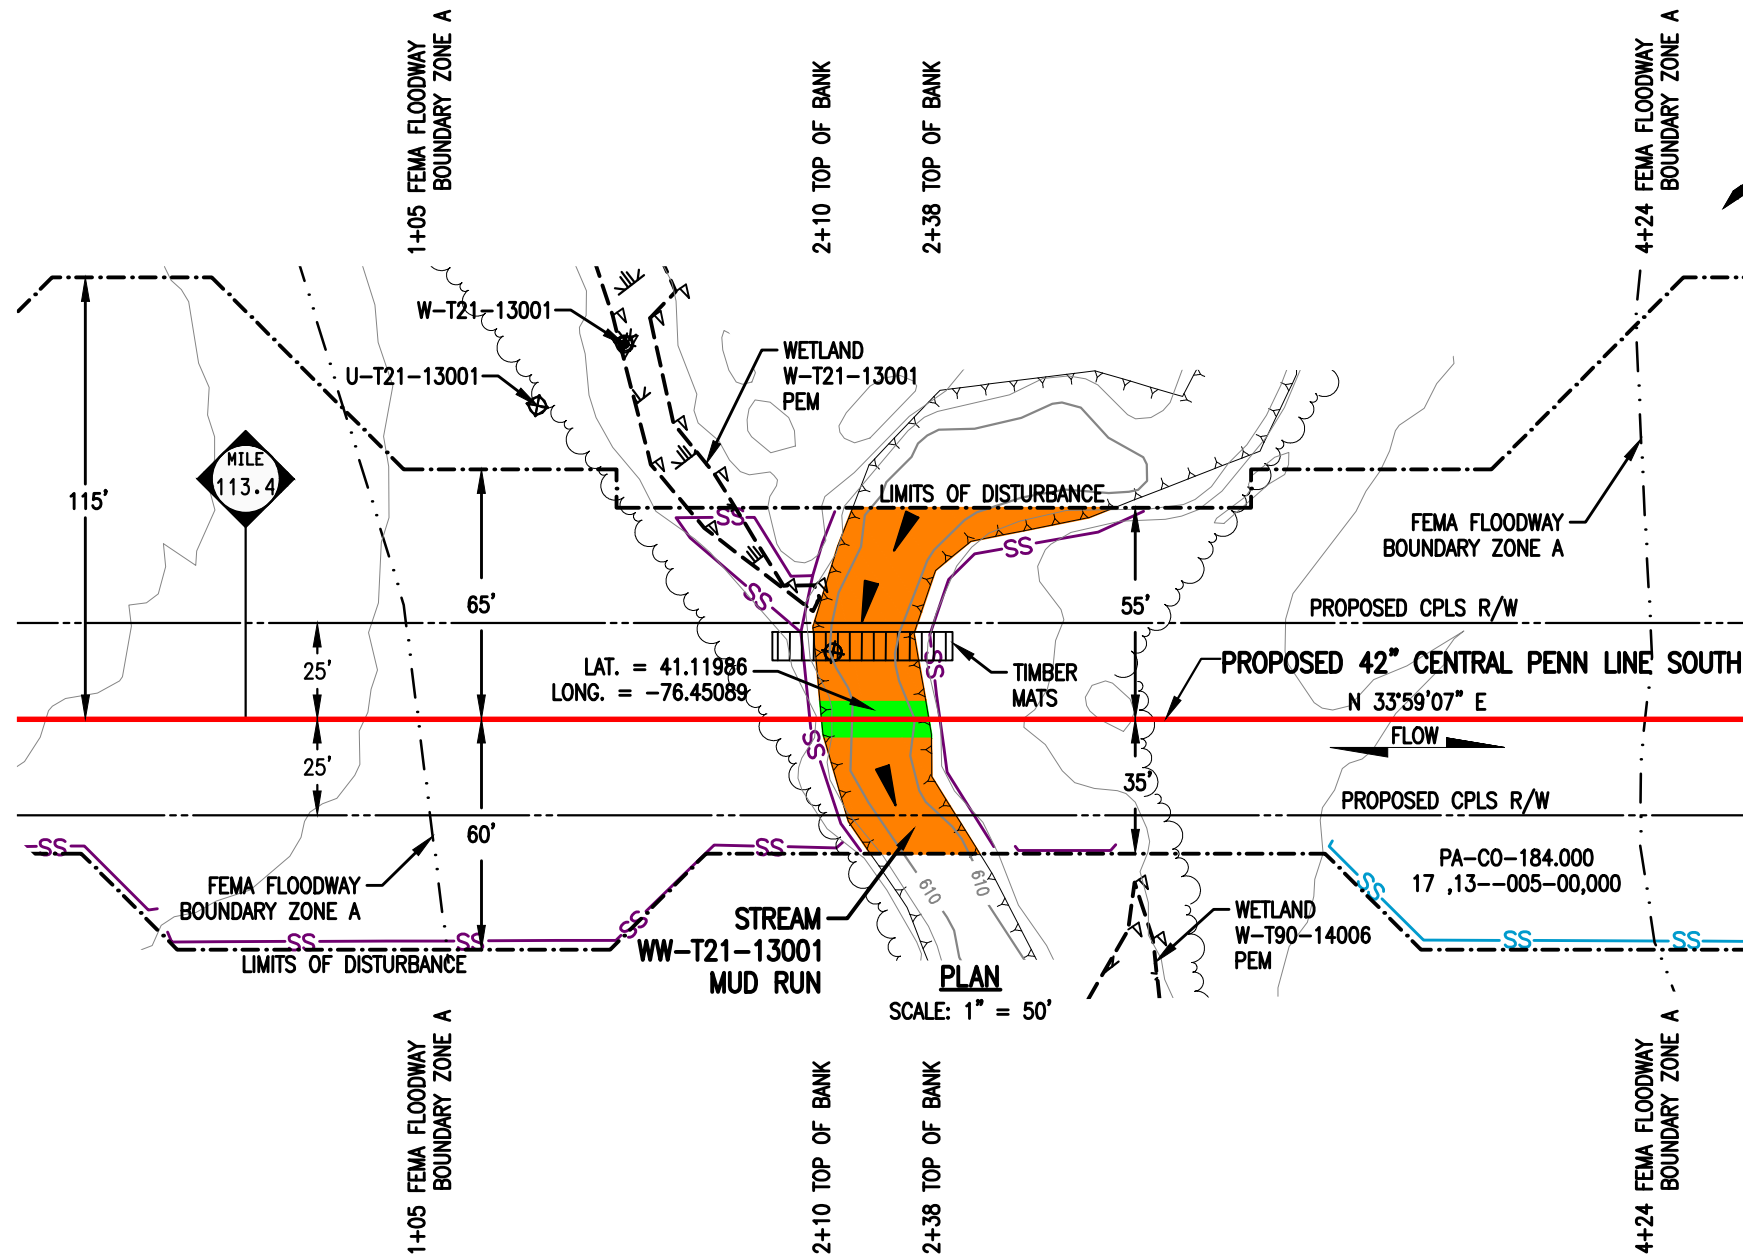 1+05 FEMA FLOODWAY
BOUNDARY ZONE A
2+10 TOP OF BANK
2+38 TOP OF BANK
4+24 FEMA FLOODWAY
BOUNDARY ZONE A
W-T21-13001
U-T21-13001
WETLAND
W-T21-13001
PEM
MILE
113.4
115'
LIMITS OF DISTURBANCE
FEMA FLOODWAY
BOUNDARY ZONE A
SS
SS
SS
65'
55'
PROPOSED CPLS R/W
25'
LAT. = 41.11986
LONG. = -76.45089
SS
TIMBER
MATS
PROPOSED 42" CENTRAL PENN LINE SOUTH
N 33°59'07" E
FLOW
SS
25'
35'
PROPOSED CPLS R/W
60'
SS
SS
FEMA FLOODWAY
BOUNDARY ZONE A
610
610
PA-CO-184.000
17 ,13--005-00,000
SS
STREAM
WW-T21-13001
MUD RUN
WETLAND
W-T90-14006
PEM
SS
SS
SS
SS
SS
LIMITS OF DISTURBANCE
PLAN
SCALE: 1" = 50'
1+05 FEMA FLOODWAY
BOUNDARY ZONE A
2+10 TOP OF BANK
2+38 TOP OF BANK
4+24 FEMA FLOODWAY
BOUNDARY ZONE A